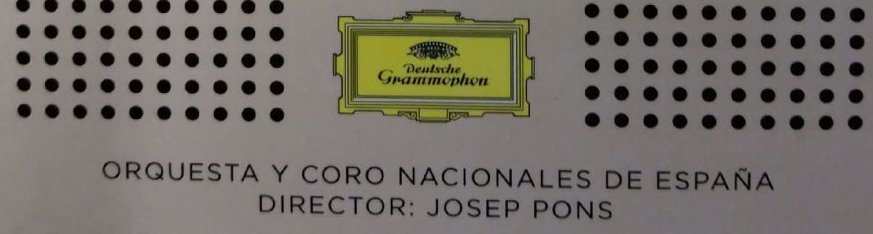 Deutsche
Grammophon
ORQUESTA Y CORO NACIONALES DE ESPAÑA
DIRECTOR: JOSEP PONS